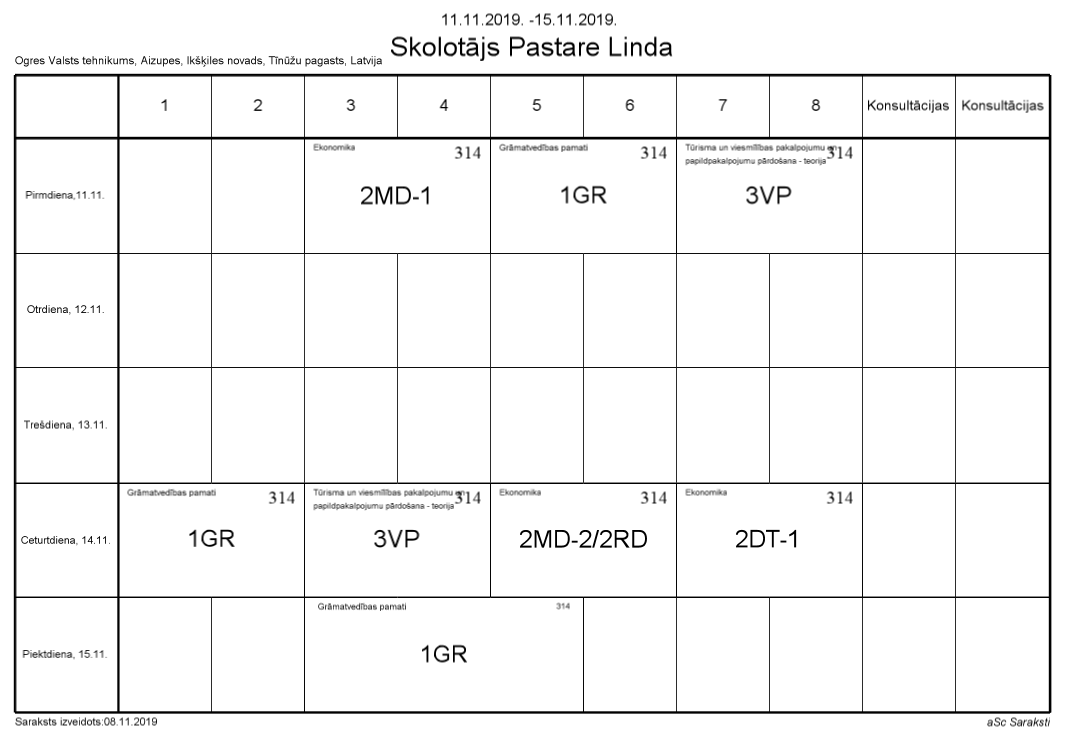 11.11.2019. -15.11.2019.
Skolotājs Pastare Linda
Ogres Valsts tehnikums, Aizupes, Ikšķiles novads, Tīnūžu pagasts, Latvija
1 2 3 4 5 6 7 8 Konsultācijas Konsultācijas
Pirmdiena,11.11.
Ekonomika 314
2MD-1
Grāmatvedības pamati 314
1GR
Tūrisma un viesmīlības pakalpojumu en 314
papildpakalpojumu pārdošana - teorija
3VP
Otrdiena, 12.11.
Trešdiena, 13.11.
Ceturtdiena, 14.11.
Grāmatvedības pamati 314
1GR
Tūrisma un viesmīlības pakalpojumu en 314
papildpakalpojumu pārdošana - teorija
3VP
Ekonomika 314
2MD-2/2RD
Ekonomika 314
2DT-1
Piektdiena, 15.11.
Grāmatvedības pamati 314
1GR
Saraksts izveidots:08.11.2019
aSc Saraksti